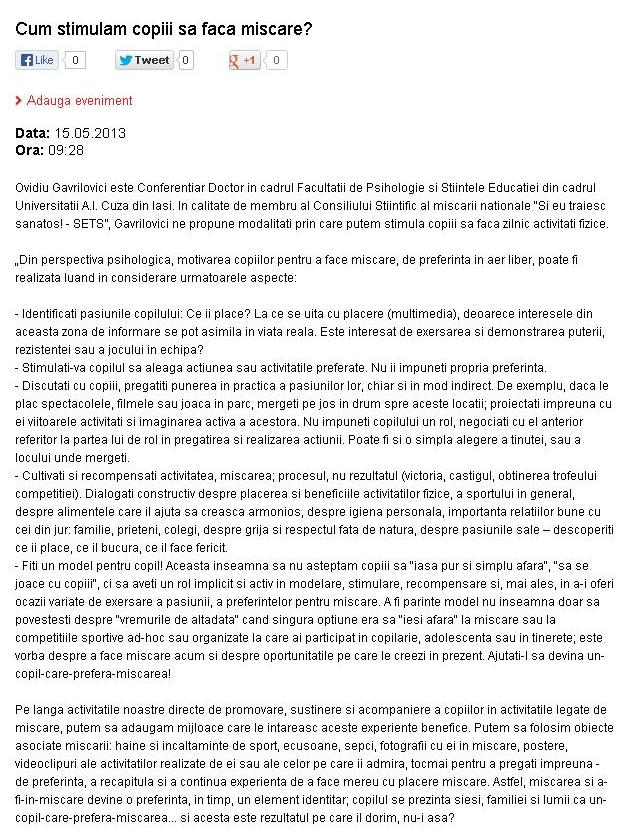 Cum stimulam copiii sa faca miscare?
Like 0 Tweet 0 +1 0
Adauga eveniment
Data: 15.05.2013
Ora: 09:28
Ovidiu Gavrilovici este Conferentiar Doctor in cadrul Facultatii de Psihologie si Stiintele Educatiei din cadrul
Universitatii A.I. Cuza din Iasi. In calitate de membru al Consiliului Stiintific al miscarii nationale "Si eu traiesc
sanatos! - SETS", Gavrilovici ne propune modalitati prin care putem stimula copiii sa faca zilnic activitati fizice.
„Din perspectiva psihologica, motivarea copiilor pentru a face miscare, de preferinta in aer liber, poate fi
realizata luand in considerare urmatoarele aspecte:
- Identificati pasiunile copilului: Ce ii place? La ce se uita cu placere (multimedia), deoarece interesele din
aceasta zona de informare se pot asimila in viata reala. Este interesat de exersarea si demonstrarea puterii,
rezistentei sau a jocului in echipa?
- Stimulati-va copilul sa aleaga actiunea sau activitatile preferate. Nu ii impuneti propria preferinta.
- Discutati cu copiii, pregatiti punerea in practica a pasiunilor lor, chiar si in mod indirect. De exemplu, daca le
plac spectacolele, filmele sau joaca in parc, mergeti pe jos in drum spre aceste locatii; proiectati impreuna cu
ei viitoarele activitati si imaginarea activa a acestora. Nu impuneti copilului un rol, negociati cu el anterior
referitor la partea lui de rol in pregatirea si realizarea actiunii. Poate fi si o simpla alegere a tinutei, sau a
locului unde mergeti.
- Cultivati si recompensati activitatea, miscarea; procesul, nu rezultatul (victoria, castigul, obtinerea trofeului
competitiei). Dialogati constructiv despre placerea si beneficiile activitatilor fizice, a sportului in general,
despre alimentele care il ajuta sa creasca armonios, despre igiena personala, importanta relatiilor bune cu
cei din jur: familie, prieteni, colegi, despre grija si respectul fata de natura, despre pasiunile sale – descoperiti
ce ii place, ce il bucura, ce il face fericit.
- Fiti un model pentru copil! Aceasta inseamna sa nu asteptam copiii sa "iasa pur si simplu afara", "sa se
joace cu copiii", ci sa aveti un rol implicit si activ in modelare, stimulare, recompensare si, mai ales, in a-i oferi
ocazii variate de exersare a pasiunii, a preferintelor pentru miscare. A fi parinte model nu inseamna doar sa
povestesti despre "vremurile de altadata" cand singura optiune era sa "iesi afara" la miscare sau la
competitiile sportive ad-hoc sau organizate la care ai participat in copilarie, adolescenta sau in tinerete; este
vorba despre a face miscare acum si despre oportunitatile pe care le creezi in prezent. Ajutati-l sa devina un-
copil-care-prefera-miscarea!
Pe langa activitatile noastre directe de promovare, sustinere si acompaniere a copiilor in activitatile legate de
miscare, putem sa adaugam mijloace care le intareasc aceste experiente benefice. Putem sa folosim obiecte
asociate miscarii: haine si incaltaminte de sport, ecusoane, sepci, fotografii cu ei in miscare, postere,
videoclipuri ale activitatilor realizate de ei sau ale celor pe care ii admira, tocmai pentru a pregati impreuna -
de preferinta, a recapitula si a continua experienta de a face mereu cu placere miscare. Astfel, miscarea si a-
fi-in-miscare devine o preferinta, in timp, un element identitar; copilul se prezinta siesi, familiei si lumii ca un-
copil-care-prefera-miscarea... si acesta este rezultatul pe care il dorim, nu-i asa?